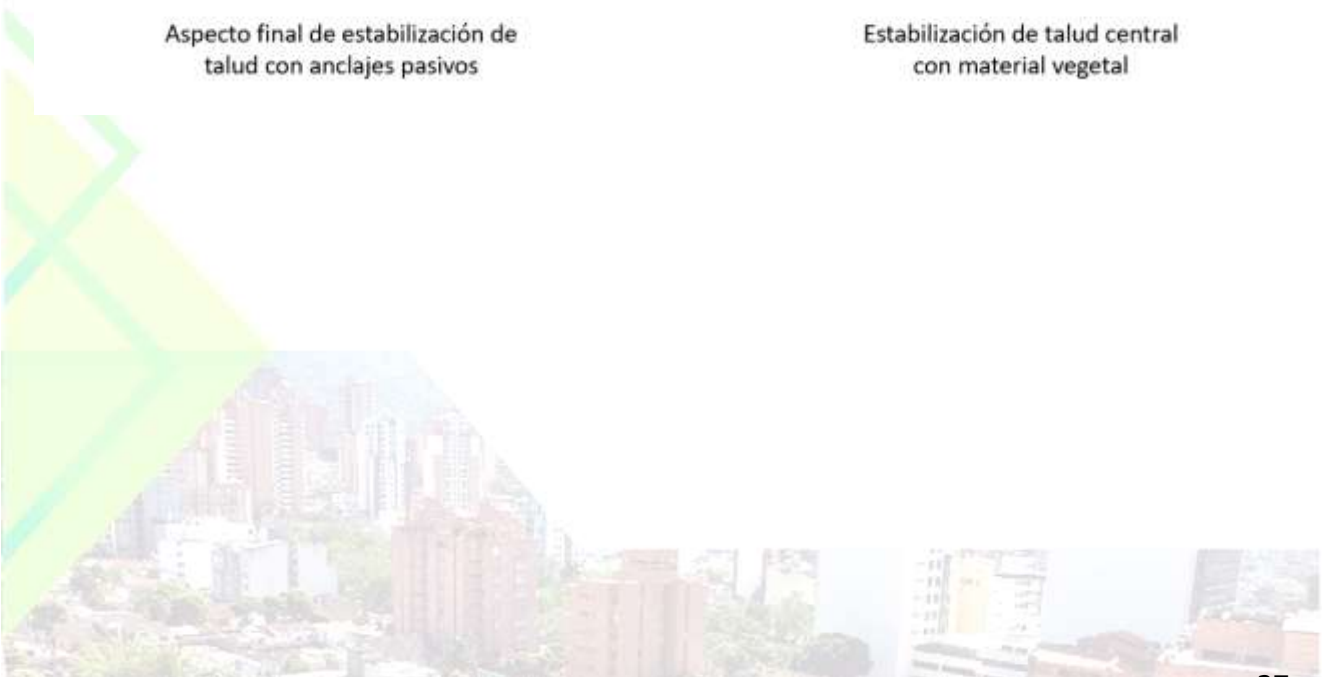 Aspecto final de estabilización de
talud con anclajes pasivos
Estabilización de talud central
con material vegetal